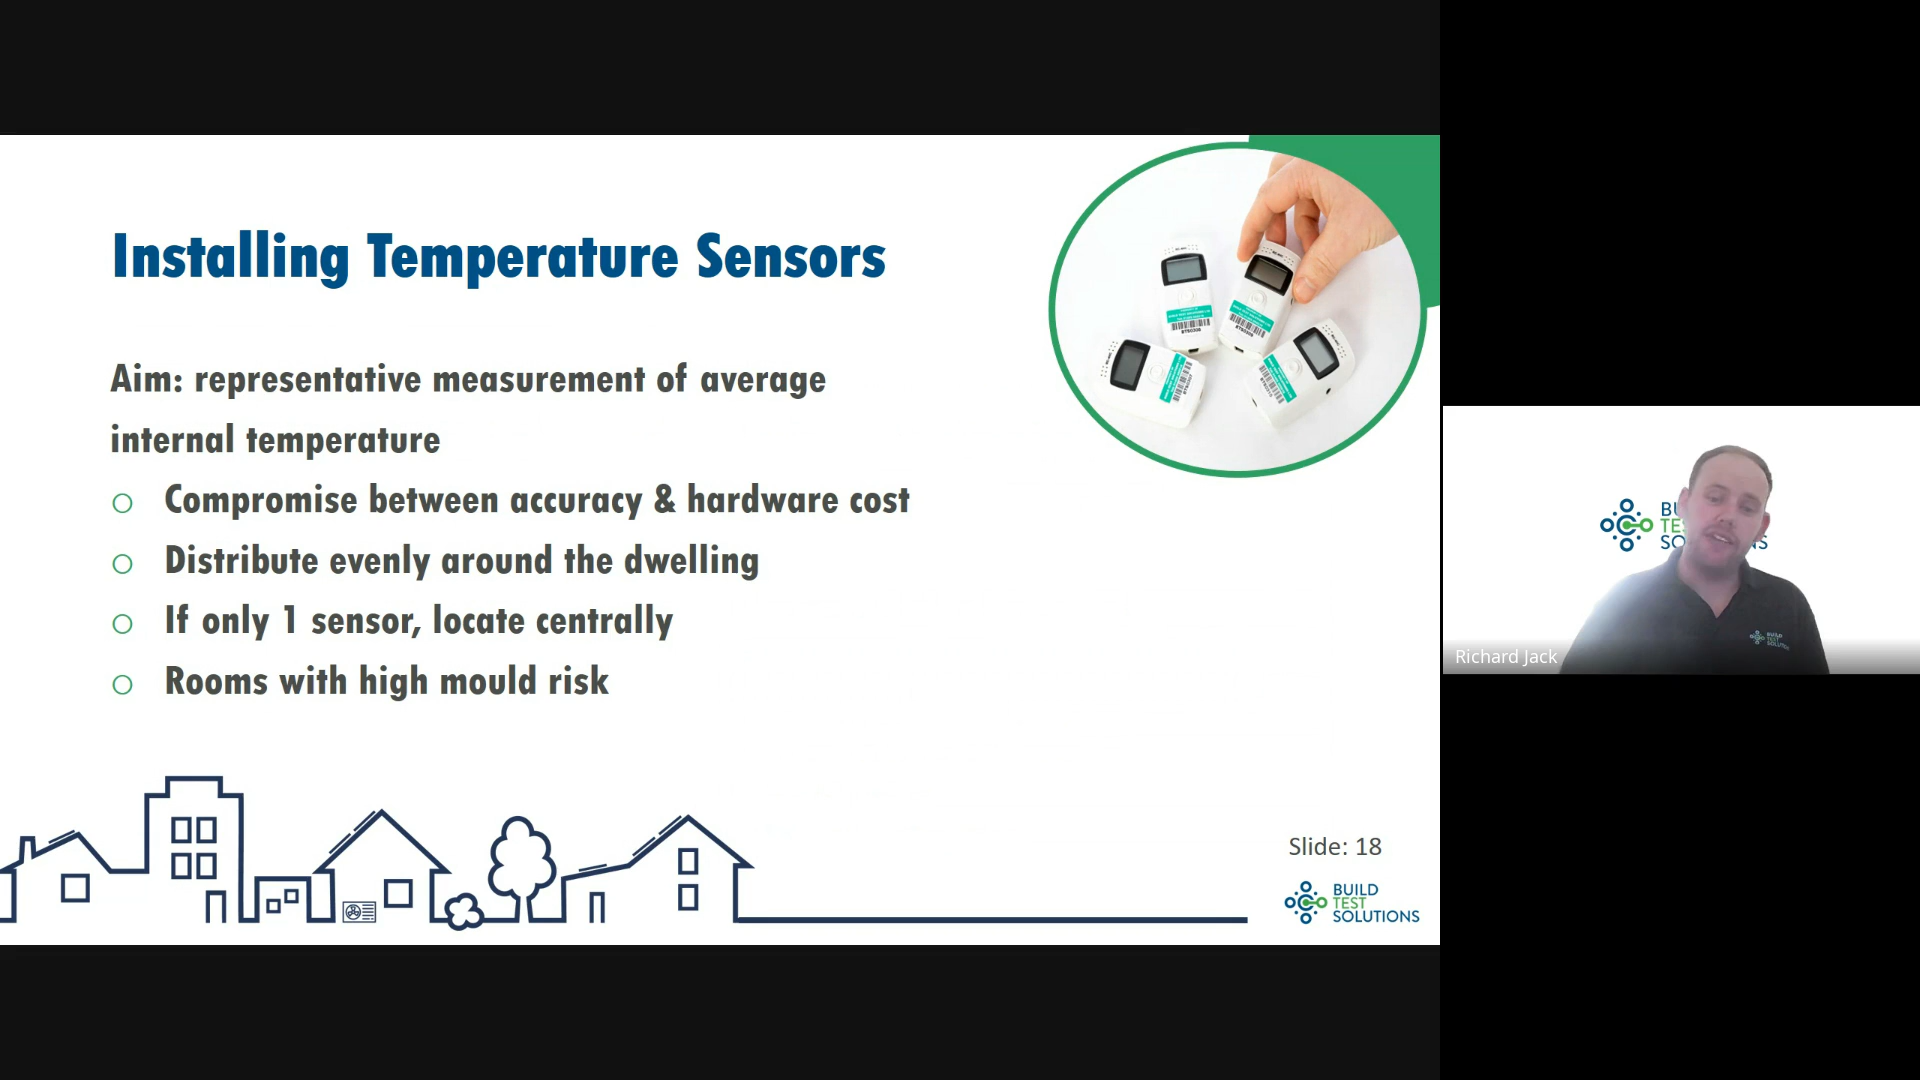 Installing Temperature Sensors
Aim: representative measurement of average
internal temperature
Compromise between accuracy & hardware cost
Distribute evenly around the dwelling
If only 1 sensor, locate centrally
Rooms with high mould risk
Slide: 18
BUILD
TEST
SOLUTIONS
Richard Jack
BUILD
TEST